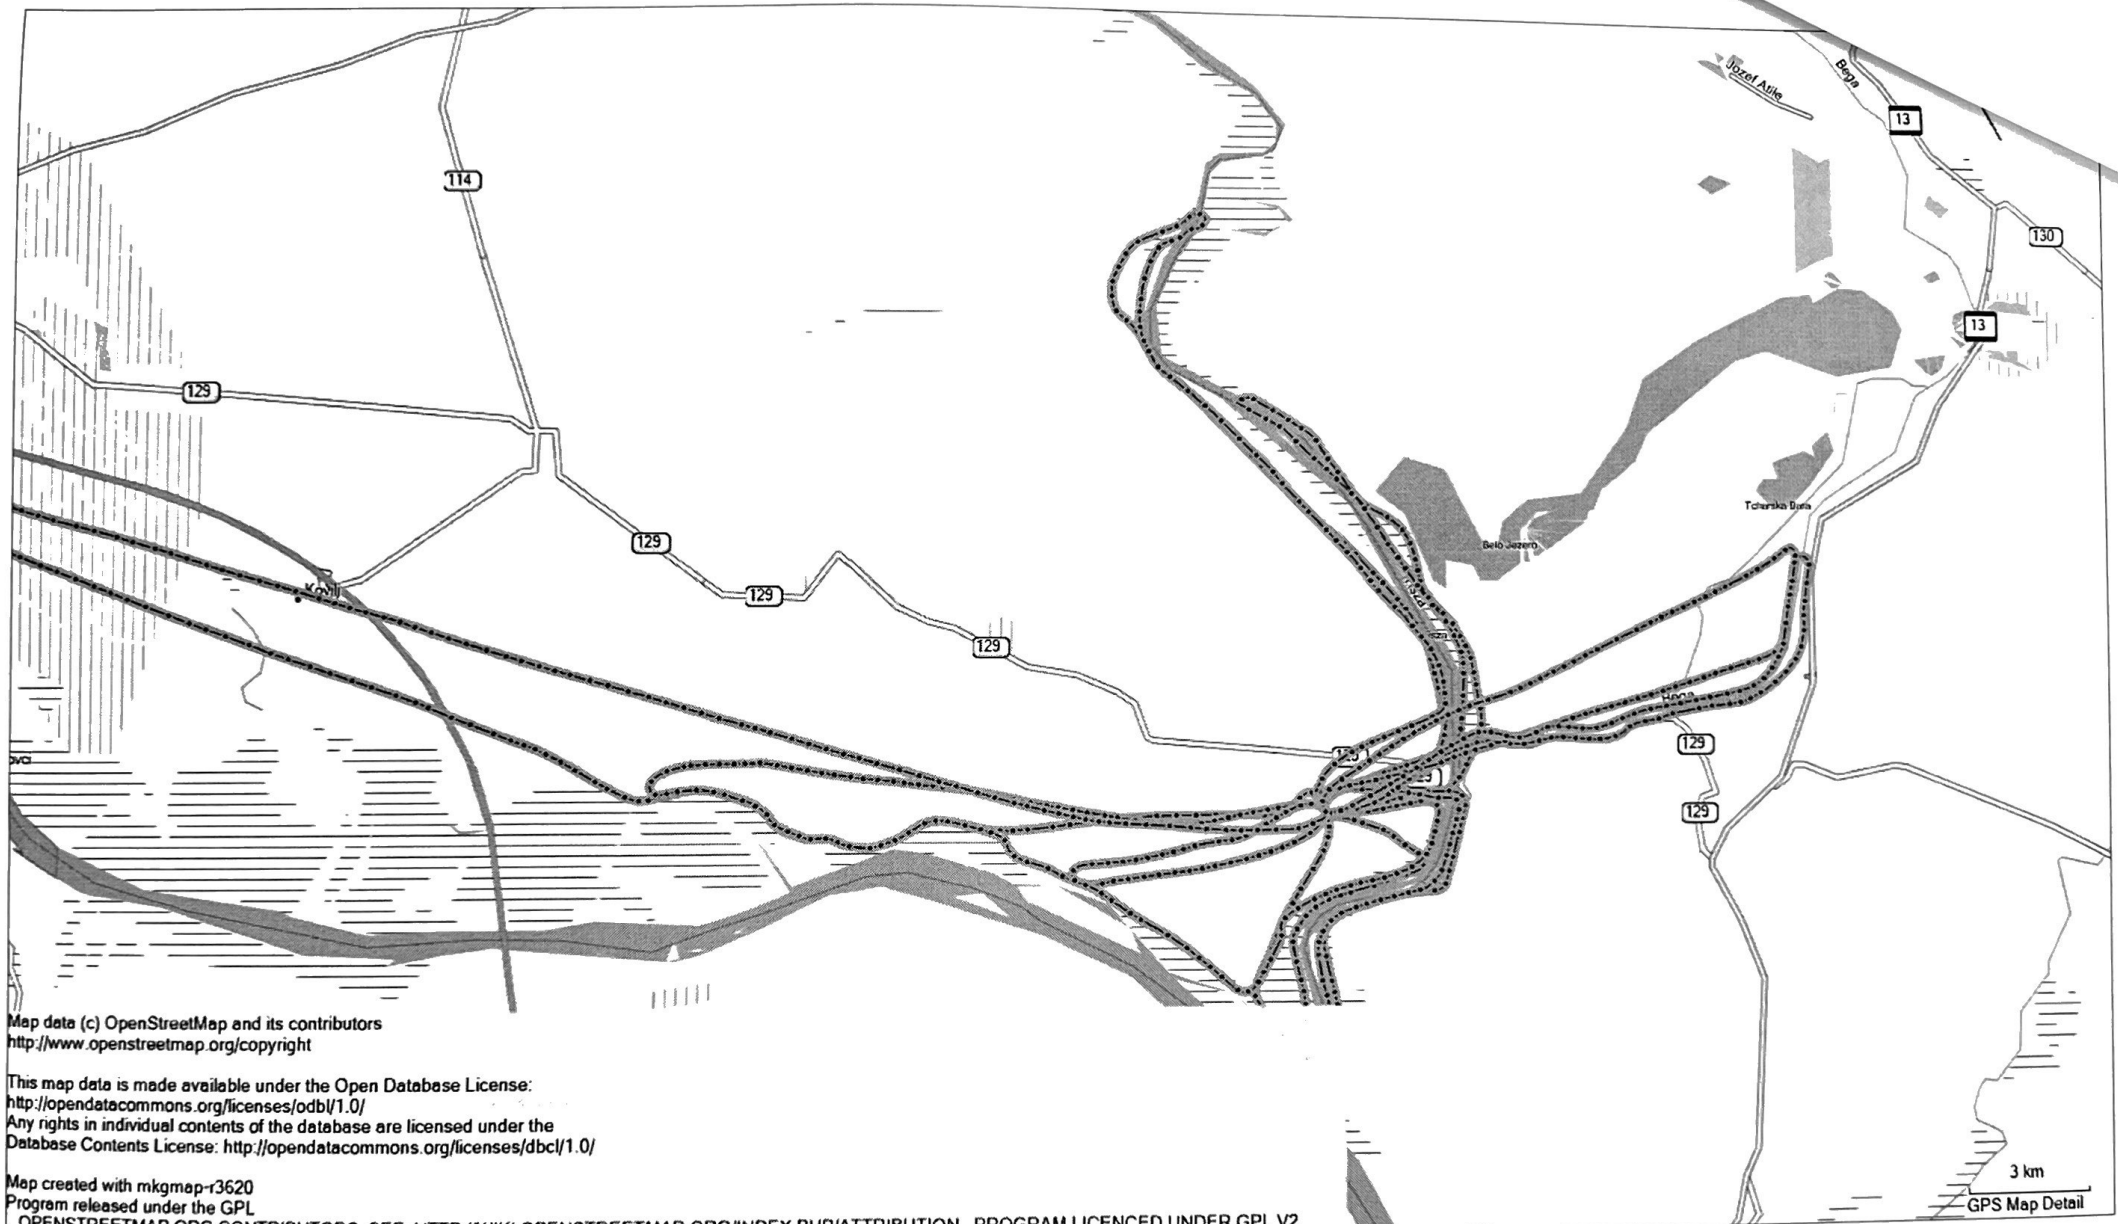 Jozef Atile
Bega
13
114
130
13
129
Tcharska Bara
129
Belo Jezero
Kovilj
129
129
Bega
129
129
Map data (c) OpenStreetMap and its contributors
http://www.openstreetmap.org/copyright
This map data is made available under the Open Database License:
http://opendatacommons.org/licenses/odbl/1.0/
Any rights in individual contents of the database are licensed under the
Database Contents License: http://opendatacommons.org/licenses/dbcl/1.0/
Map created with mkgmap-r3620
Program released under the GPL
3 km
GPS Map Detail